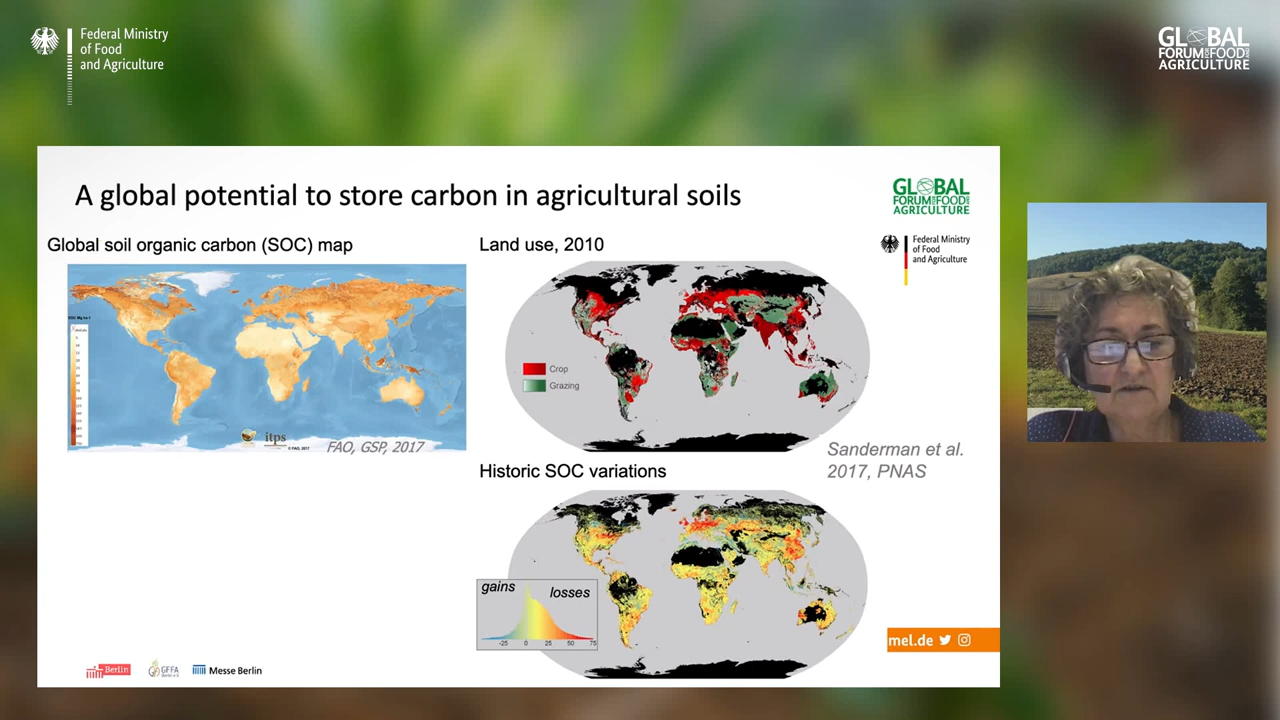 Federal Ministry
of Food
and Agriculture
GLOBAL
FORUM FOR FOOD AND
AGRICULTURE
A global potential to store carbon in agricultural soils
GLOBAL
FORUM FOR FOOD AND
AGRICULTURE
Global soil organic carbon (SOC) map
Land use, 2010
Federal Ministry
of Food
and Agriculture
Crop
Grazing
itps
© FAO, 2017
FAO, GSP, 2017
Sanderman et al.
2017, PNAS
Historic SOC variations
gains
losses
-25 0 25 50 75
mel.de
Berlin
GFFA
Messe Berlin